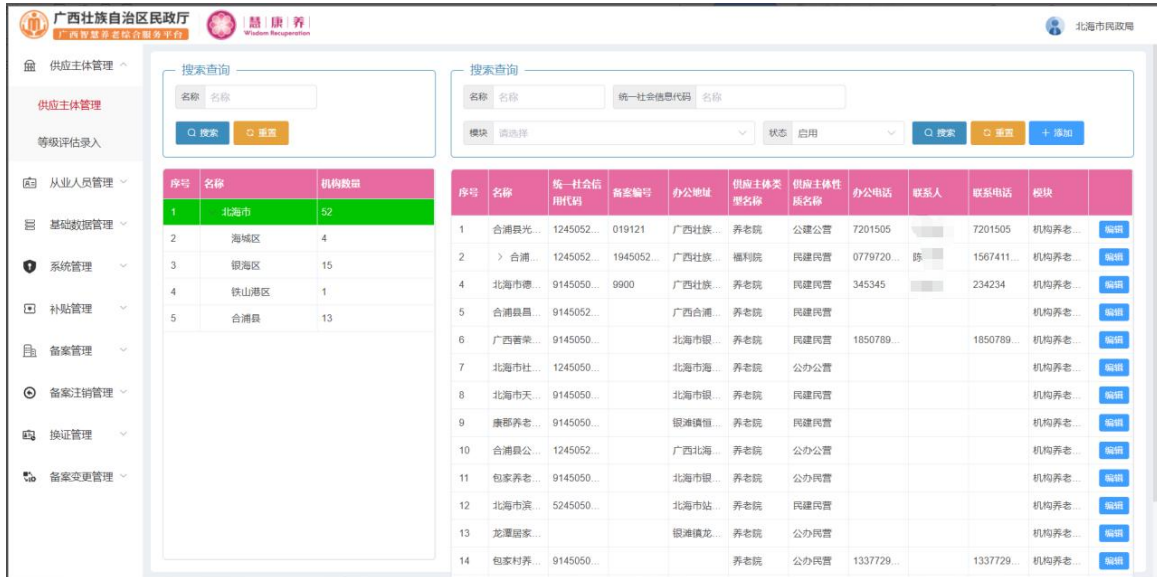 广西壮族自治区民政厅
广西智慧养老综合服务平台
慧 康 养
Wisdom Recuperation
北海市民政局
供应主体管理
供应主体管理
等级评估录入
从业人员管理
基础数据管理
系统管理
补贴管理
备案管理
备案注销管理
换证管理
备案变更管理
搜索查询
名称 名称
搜索 重置
序号 名称 机构数量
1 北海市 52
2 海城区 4
3 银海区 15
4 铁山港区 1
5 合浦县 13
搜索查询
名称 名称 统一社会信息代码 名称
模块 请选择 状态 启用 搜索 重置 + 添加
序号 名称 统一社会信用代码 备案编号 办公地址 供应主体类型名称 供应主体性质名称 办公电话 联系人 联系电话 模块
1 合浦县光... 1245052... 019121 广西壮族... 养老院 公建公营 7201505 7201505 机构养老... 编辑
2 > 合浦... 1245052... 1945052... 广西壮族... 福利院 民建民营 0779720... 陈 1567411... 机构养老... 编辑
4 北海市德... 9145050... 9900 广西壮族... 养老院 民建民营 345345 234234 机构养老... 编辑
5 合浦县昌... 9145052... 广西合浦... 养老院 民建民营 机构养老... 编辑
6 广西著荣... 9145050... 北海市银... 养老院 民建民营 1850789... 1850789... 机构养老... 编辑
7 北海市社... 1245050... 北海市海... 养老院 公办公营 机构养老... 编辑
8 北海市天... 9145050... 北海市银... 养老院 民建民营 机构养老... 编辑
9 康郡养老... 9145050... 银滩镇恒... 养老院 民建民营 机构养老... 编辑
10 合浦县公... 1245052... 广西北海... 养老院 公办公营 机构养老... 编辑
11 包家养老... 9145050... 北海市银... 养老院 公办民营 机构养老... 编辑
12 北海市滨... 5245050... 北海市站... 养老院 民建民营 机构养老... 编辑
13 龙潭居家... 银滩镇龙... 养老院 公办民营 机构养老... 编辑
14 包家村养... 9145050... 养老院 公办民营 1337729... 1337729... 机构养老... 编辑